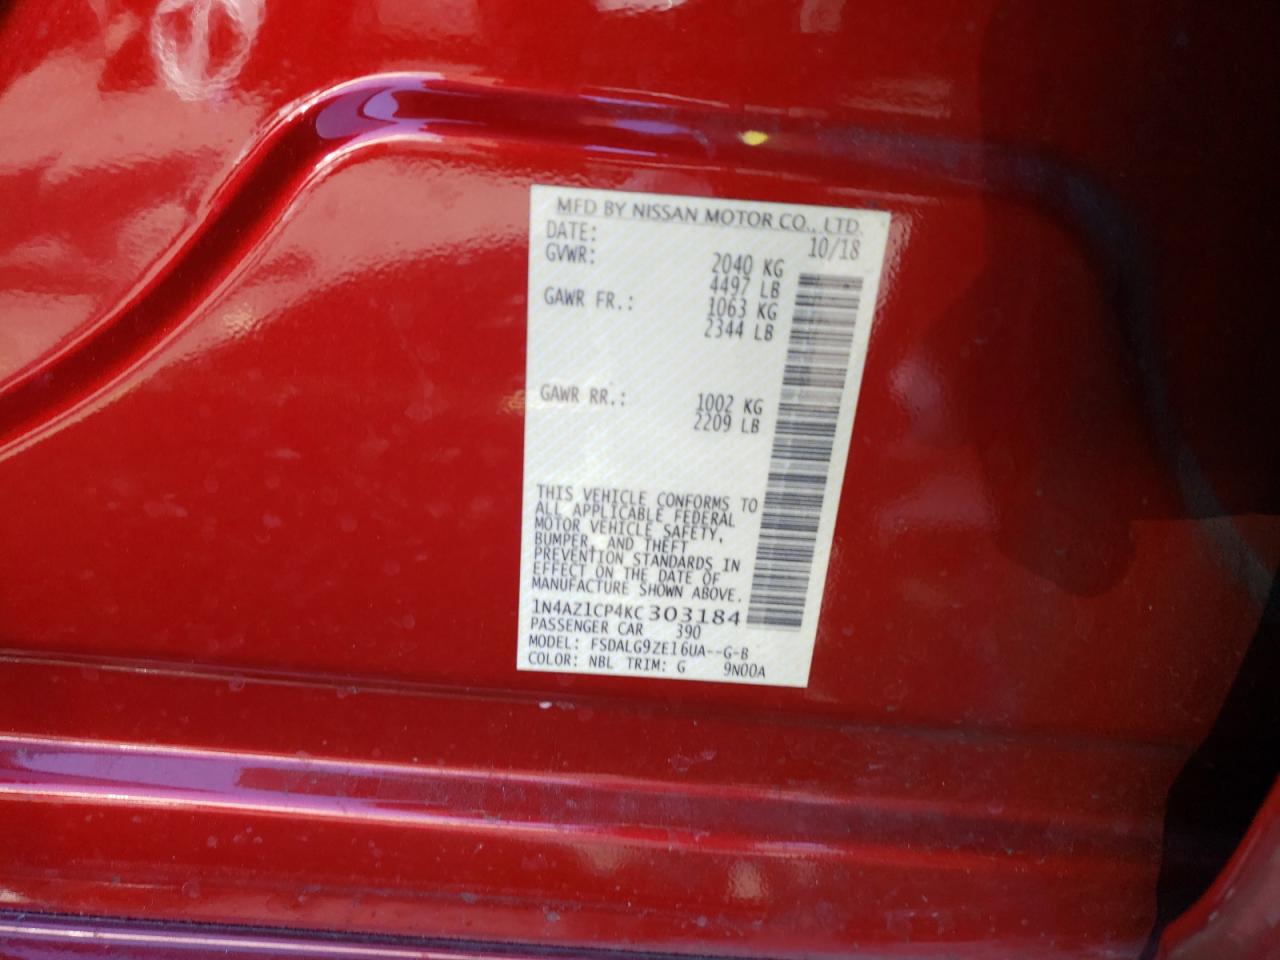 MFD BY NISSAN MOTOR CO., LTD.
DATE: 10/18
GVWR: 2040 KG
4497 LB
GAWR FR.: 1063 KG
2344 LB
GAWR RR.: 1002 KG
2209 LB
THIS VEHICLE CONFORMS TO
ALL APPLICABLE FEDERAL
MOTOR VEHICLE SAFETY,
BUMPER, AND THEFT
PREVENTION STANDARDS IN
EFFECT ON THE DATE OF
MANUFACTURE SHOWN ABOVE.
1N4AZ1CP4KC303184
PASSENGER CAR 390
MODEL: FSDALG9ZE16UA--G-B
COLOR: NBL TRIM: G 9N00A